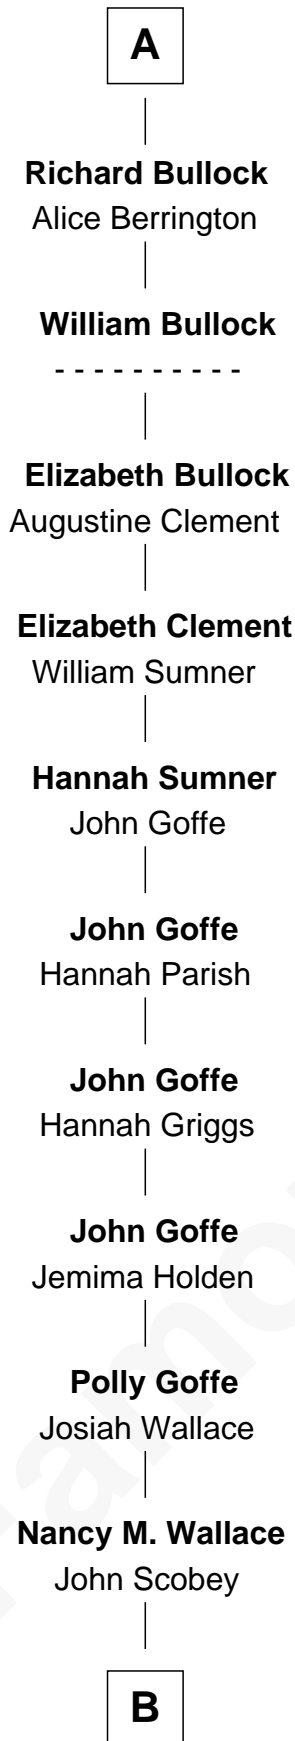 A
Richard Bullock
Alice Berrington
William Bullock
- - - - - - - - - -
Elizabeth Bullock
Augustine Clement
Elizabeth Clement
William Sumner
Hannah Sumner
John Goffe
John Goffe
Hannah Parish
John Goffe
Hannah Griggs
John Goffe
Jemima Holden
Polly Goffe
Josiah Wallace
Nancy M. Wallace
John Scobey
B